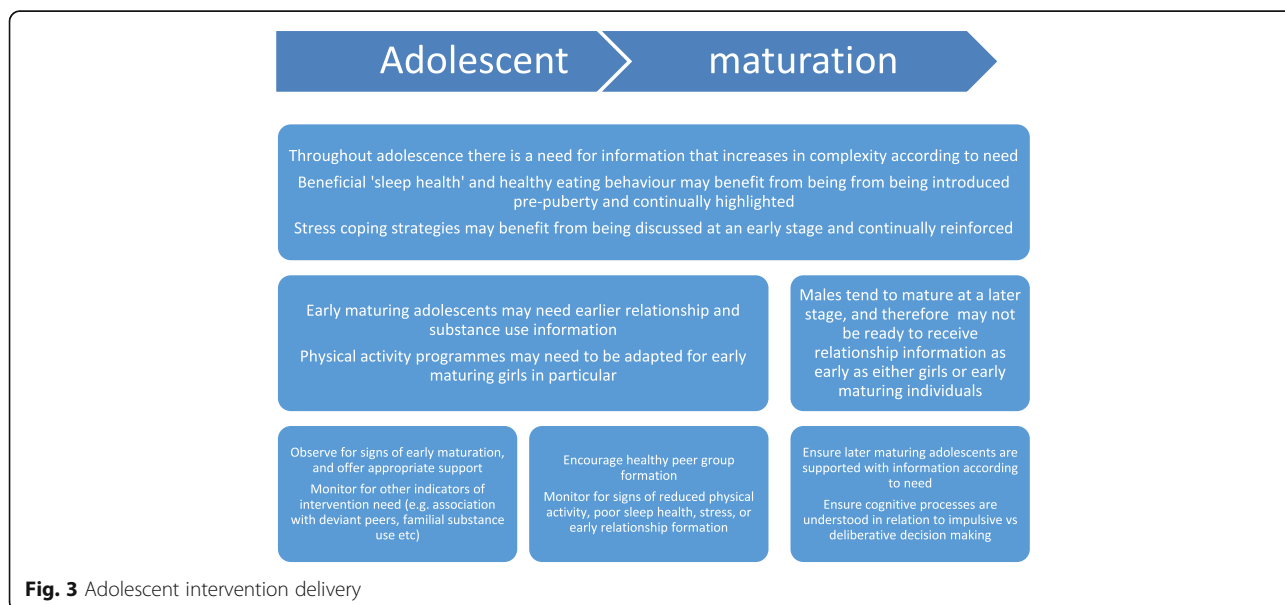 Adolescent maturation
Throughout adolescence there is a need for information that increases in complexity according to need
Beneficial 'sleep health' and healthy eating behaviour may benefit from being from being introduced
pre-puberty and continually highlighted
Stress coping strategies may benefit from being discussed at an early stage and continually reinforced
Early maturing adolescents may need earlier relationship and
substance use information
Physical activity programmes may need to be adapted for early
maturing girls in particular
Males tend to mature at a later
stage, and therefore may not
be ready to receive
relationship information as
early as either girls or early
maturing individuals
Observe for signs of early maturation,
and offer appropriate support
Monitor for other indicators of
intervention need (e.g. association
with deviant peers, familial substance
use etc)
Encourage healthy peer group
formation
Monitor for signs of reduced physical
activity, poor sleep health, stress, or
early relationship formation
Ensure later maturing adolescents are
supported with information according
to need
Ensure cognitive processes are
understood in relation to impulsive vs
deliberative decision making
Fig. 3 Adolescent intervention delivery